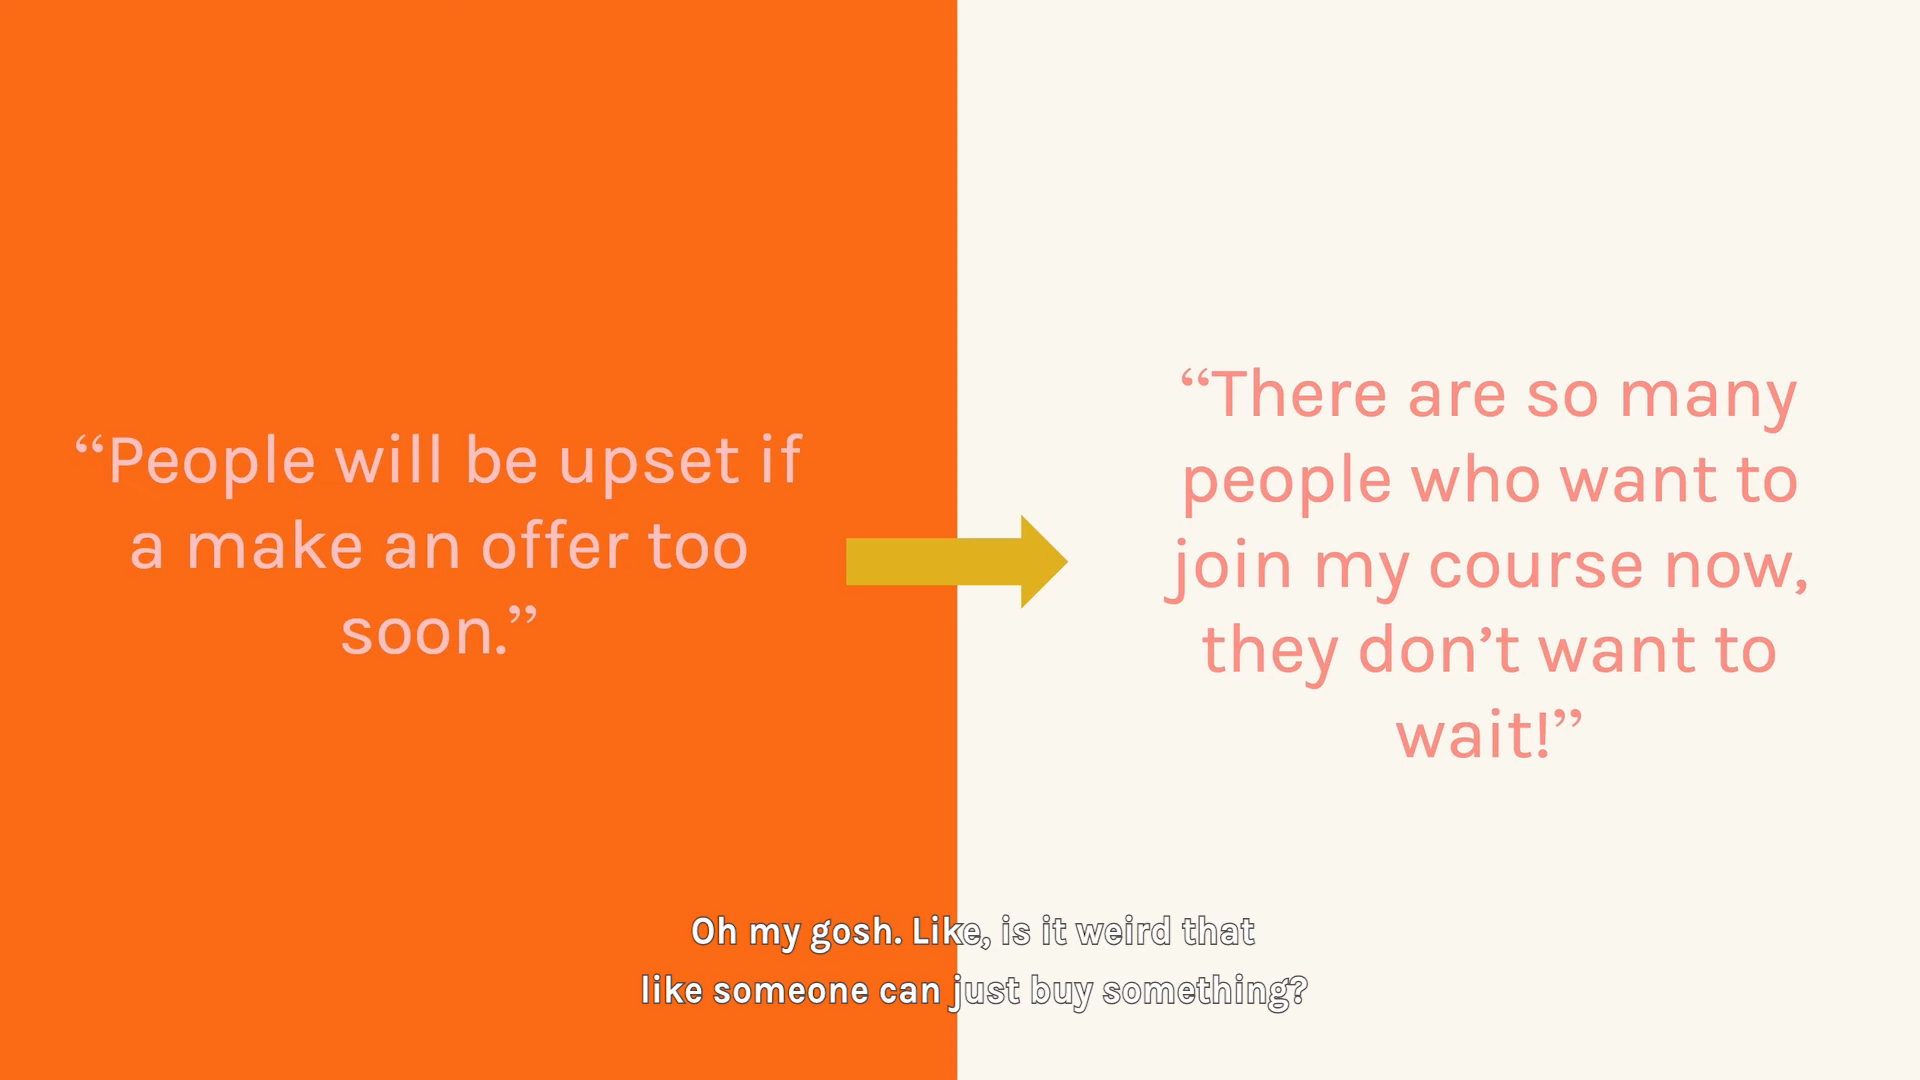 “People will be upset if
a make an offer too
soon.”
“There are so many
people who want to
join my course now,
they don’t want to
wait!”
Oh my gosh. Like, is it weird that
like someone can just buy something?